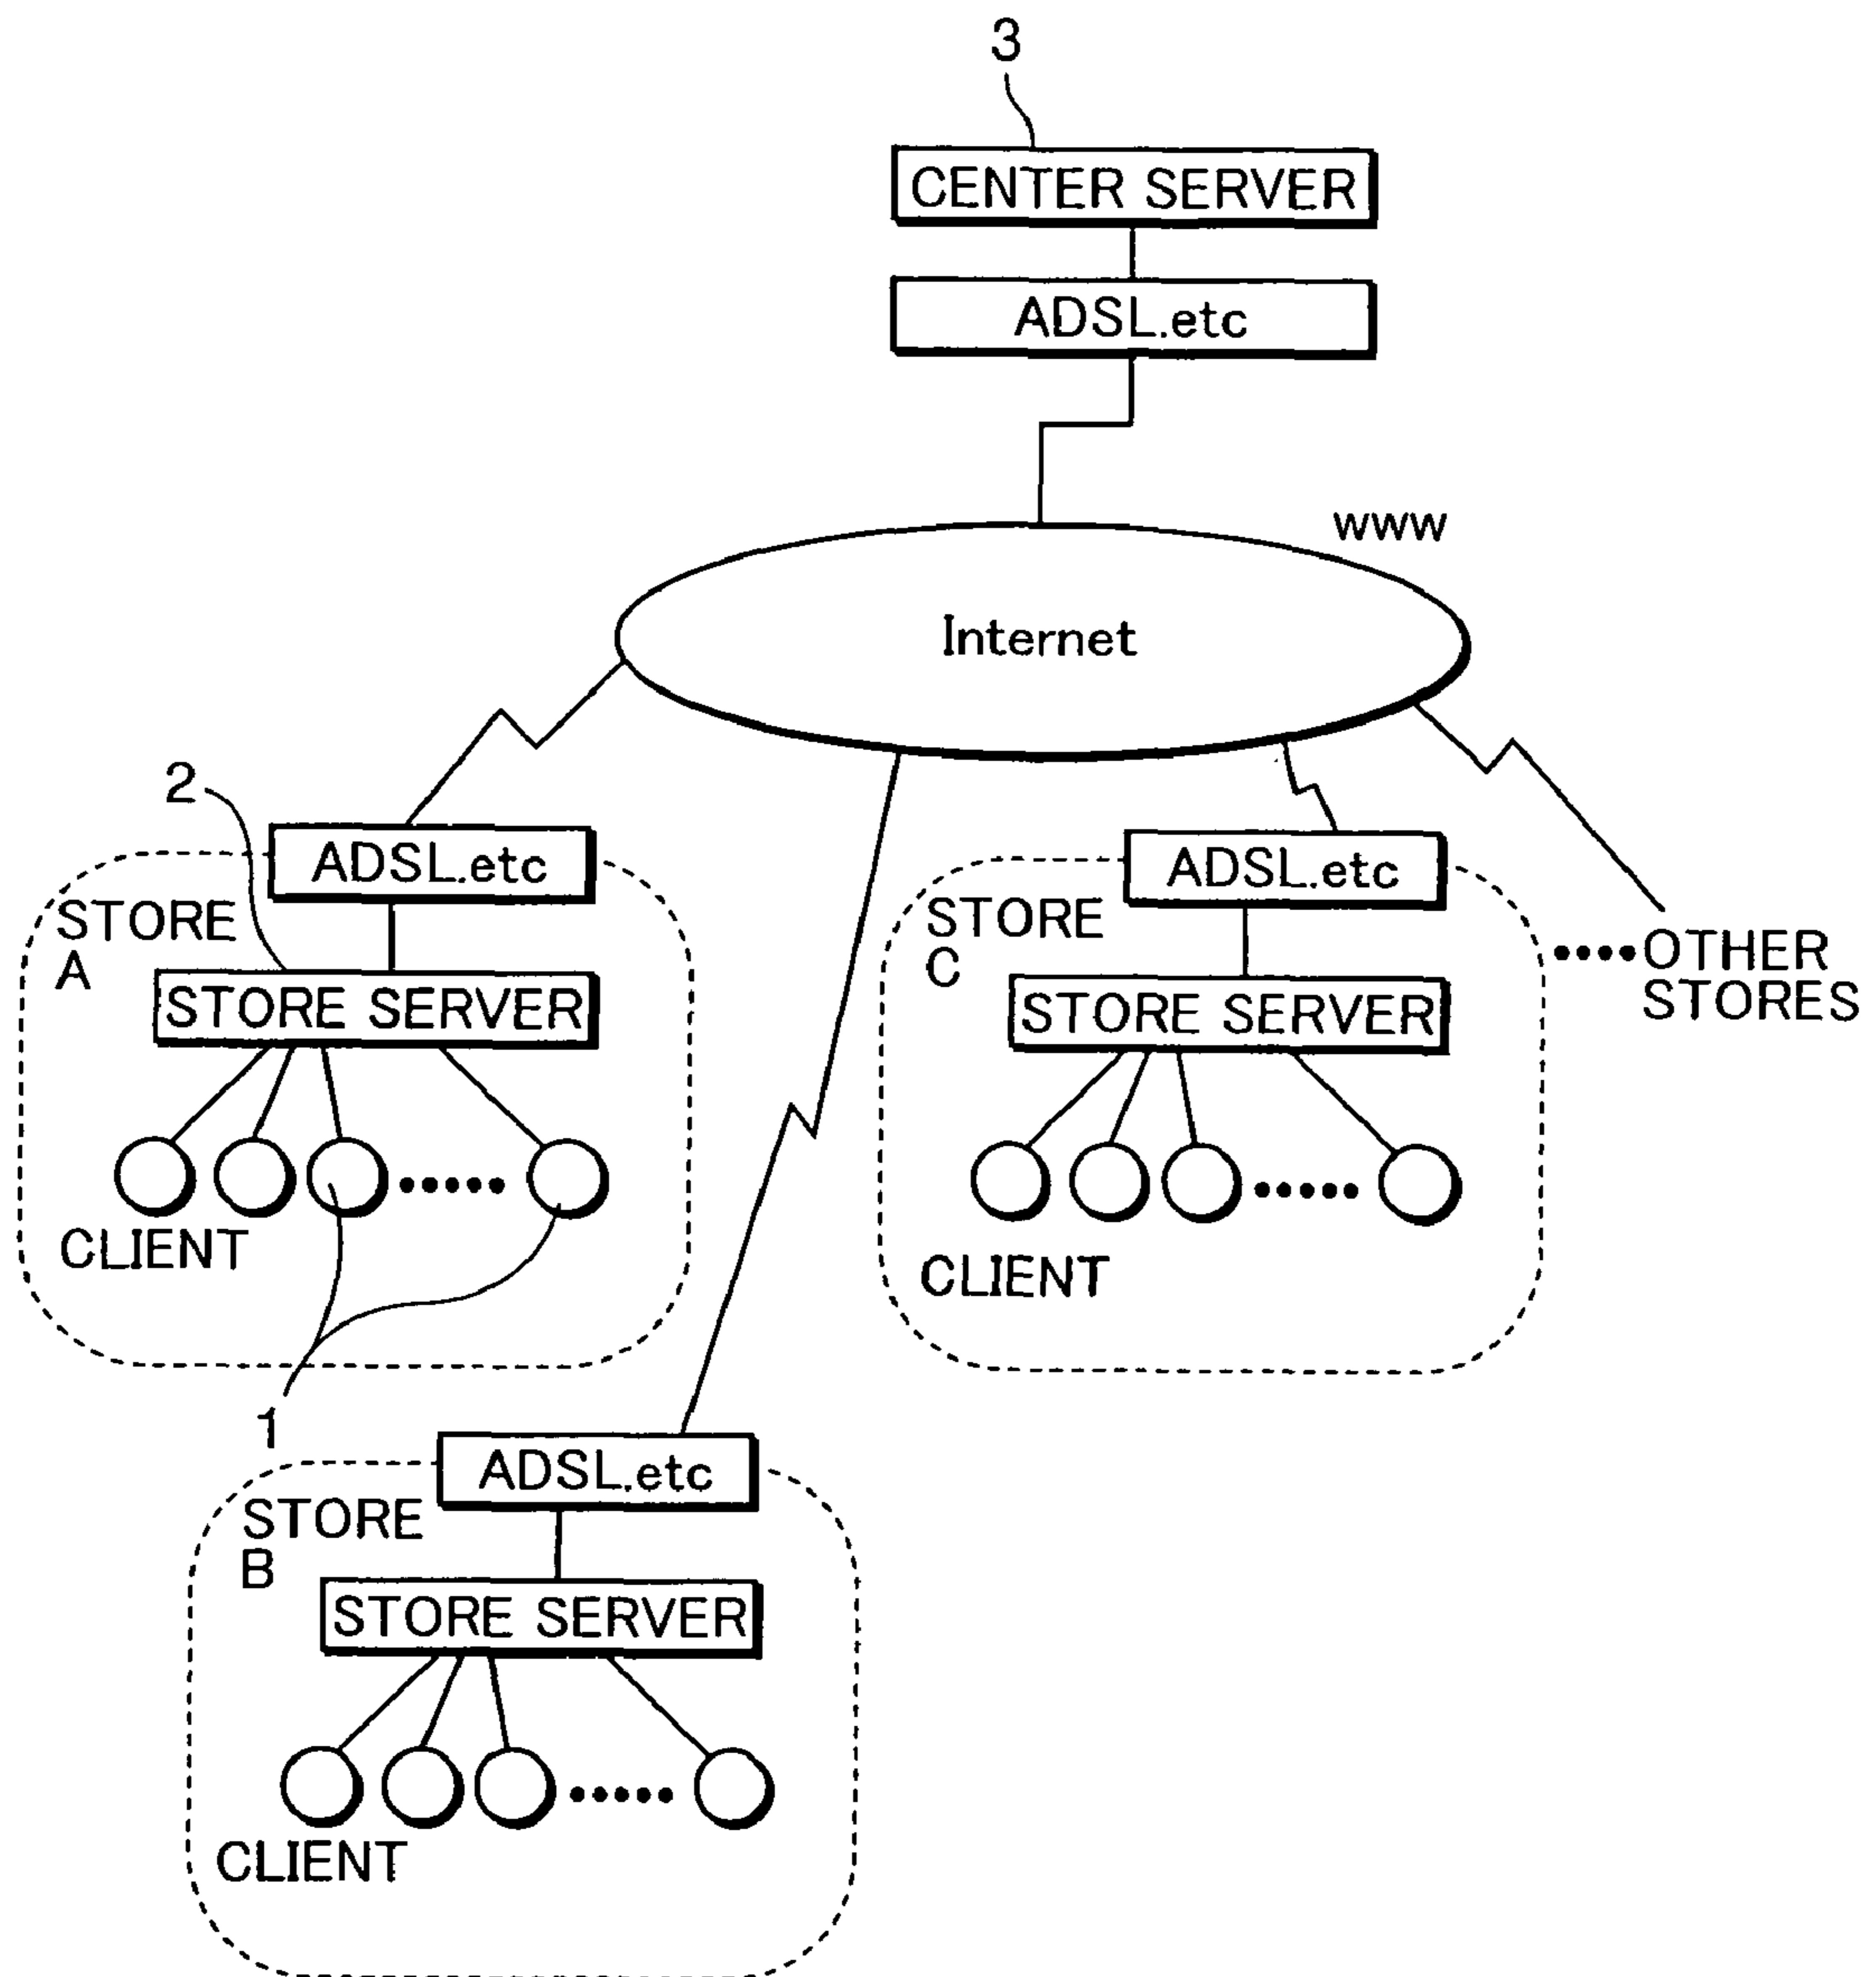 3
CENTER SERVER
ADSL.etc
www
Internet
2
ADSL.etc
STORE
A
STORE SERVER
CLIENT
1
ADSL.etc
STORE
C
STORE SERVER
CLIENT
OTHER
STORES
ADSL.etc
STORE
B
STORE SERVER
CLIENT